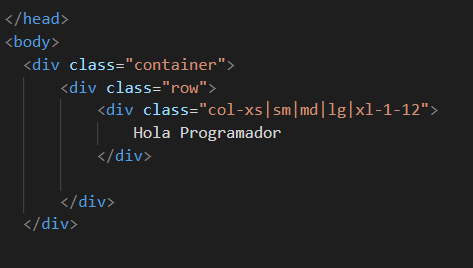 </head>
<body>
<div class="container">
<div class="row">
<div class="col-xs|sm|md|lg|xl-1-12">
Hola Programador
</div>
</div>
</div>